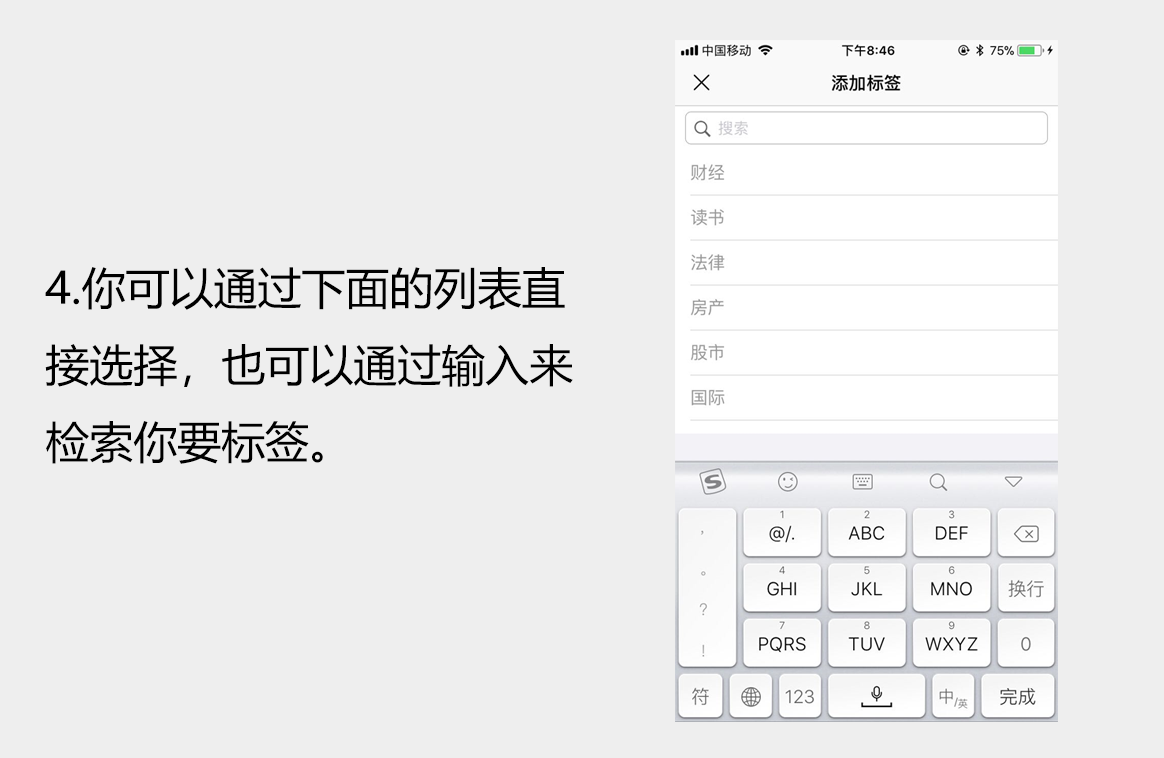 4.你可以通过下面的列表直
接选择，也可以通过输入来
检索你要标签。
中国移动 下午8:46 75%
添加标签
搜索
财经
读书
法律
房产
股市
国际
S
， 1 @/. 2 ABC 3 DEF
。 4 GHI 5 JKL 6 MNO 换行
? 7 PQRS 8 TUV 9 WXYZ 0
!
符 123 中/英 完成